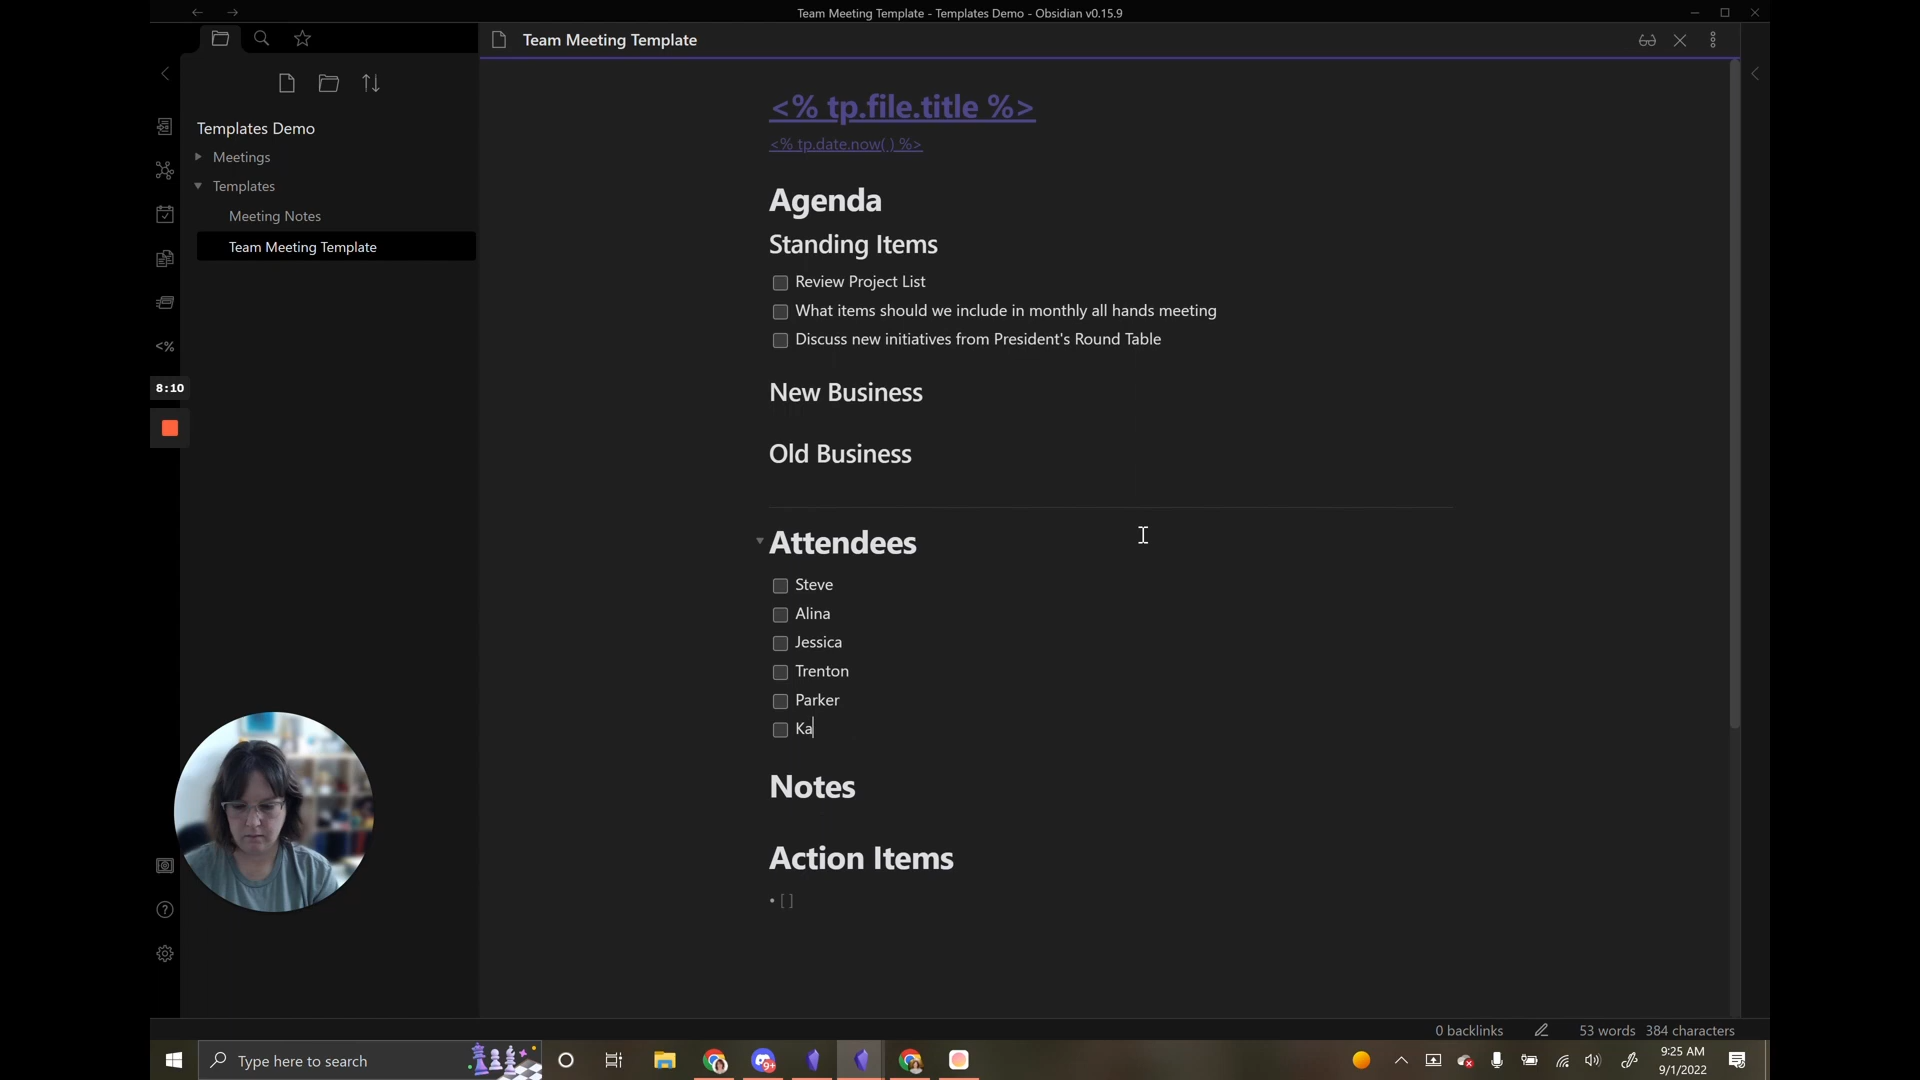 Team Meeting Template - Templates Demo - Obsidian v0.15.9
Team Meeting Template
Templates Demo
Meetings
Templates
Meeting Notes
Team Meeting Template
<%
8:10
<% tp.file.title %>
<% tp.date.now( ) %>
Agenda
Standing Items
Review Project List
What items should we include in monthly all hands meeting
Discuss new initiatives from President's Round Table
New Business
Old Business
Attendees
Steve
Alina
Jessica
Trenton
Parker
Ka
Notes
Action Items
• [ ]
0 backlinks
53 words
384 characters
Type here to search
9+
9:25 AM
9/1/2022